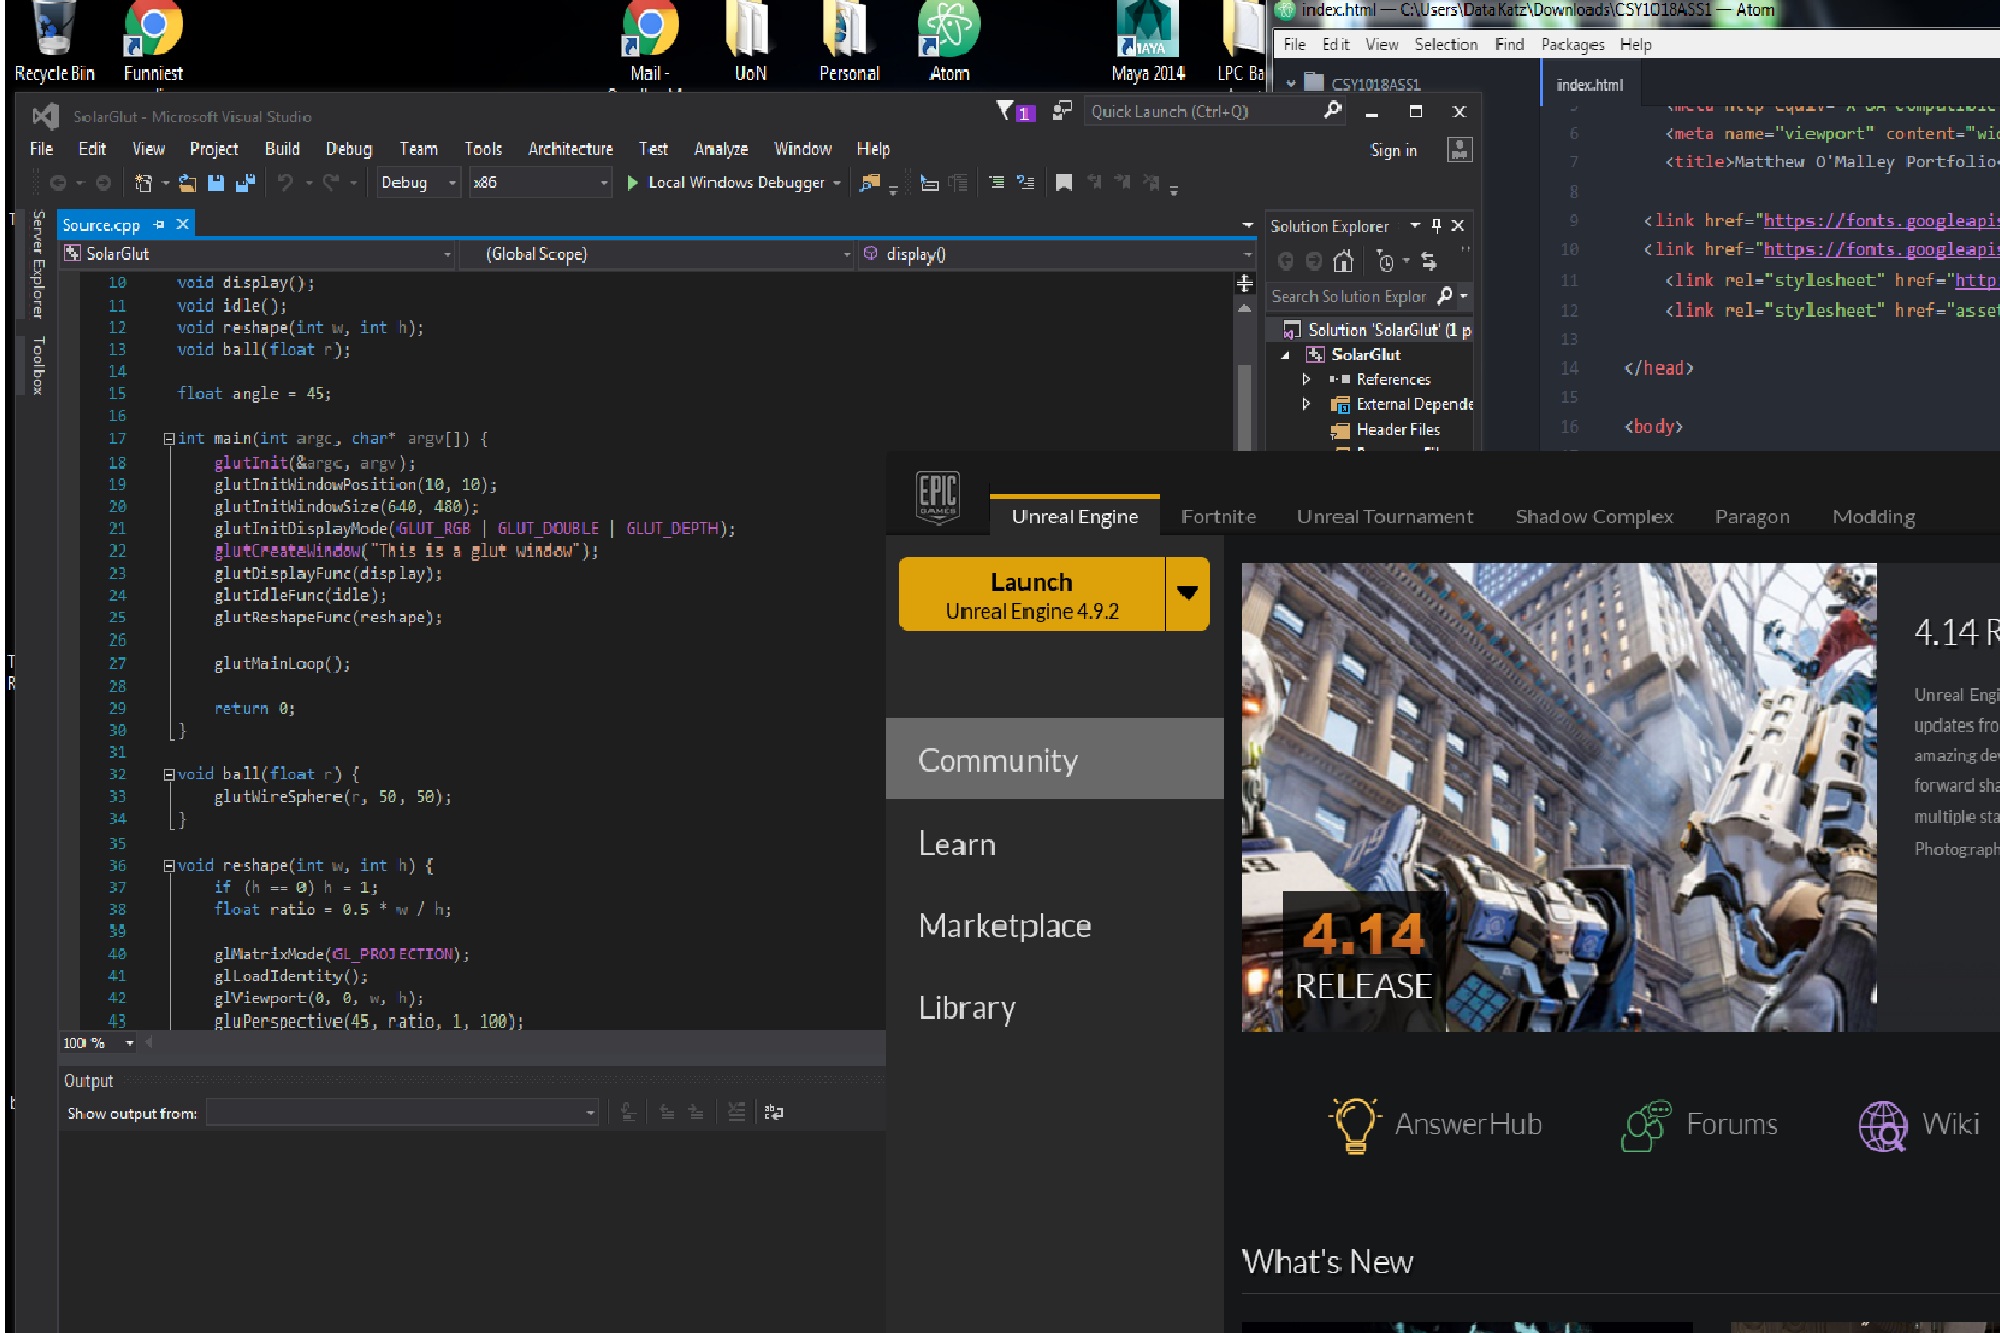 Recycle Bin
Funniest
Mail -
UoN
Personal
Atom
Maya 2014
LPC Ba
index.html — C:\Users\DataKatz\Downloads\CSY1018ASS1 — Atom
File Edit View Selection Find Packages Help
CSY1018ASS1
index.html
6 <meta name="viewport" content="wid
7 <title>Matthew O'Malley Portfolio<
8
9 <link href="https://fonts.googleapis
10 <link href="https://fonts.googleapis
11 <link rel="stylesheet" href="http
12 <link rel="stylesheet" href="asset
13
14 </head>
15
16 <body>
SolarGlut - Microsoft Visual Studio
1
Quick Launch (Ctrl+Q)
File Edit View Project Build Debug Team Tools Architecture Test Analyze Window Help
Sign in
Debug x86 Local Windows Debugger
Server Explorer
Toolbox
Source.cpp
SolarGlut (Global Scope) display()
10 void display();
11 void idle();
12 void reshape(int w, int h);
13 void ball(float r);
14
15 float angle = 45;
16
17 int main(int argc, char* argv[]) {
18 glutInit(&argc, argv);
19 glutInitWindowPosition(10, 10);
20 glutInitWindowSize(640, 480);
21 glutInitDisplayMode(GLUT_RGB | GLUT_DOUBLE | GLUT_DEPTH);
22 glutCreateWindow("This is a glut window");
23 glutDisplayFunc(display);
24 glutIdleFunc(idle);
25 glutReshapeFunc(reshape);
26
27 glutMainLoop();
28
29 return 0;
30 }
31
32 void ball(float r) {
33 glutWireSphere(r, 50, 50);
34 }
35
36 void reshape(int w, int h) {
37 if (h == 0) h = 1;
38 float ratio = 0.5 * w / h;
39
40 glMatrixMode(GL_PROJECTION);
41 glLoadIdentity();
42 glViewport(0, 0, w, h);
43 gluPerspective(45, ratio, 1, 100);
100 %
Output
Show output from:
Solution Explorer
Search Solution Explor
Solution 'SolarGlut' (1 p
SolarGlut
References
External Depende
Header Files
EPIC GAMES
Unreal Engine Fortnite Unreal Tournament Shadow Complex Paragon Modding
Launch
Unreal Engine 4.9.2
Community
Learn
Marketplace
Library
4.14
RELEASE
4.14 R
Unreal Engi
updates fro
amazing dev
forward sha
multiple sta
Photograph
AnswerHub
Forums
Wiki
What's New